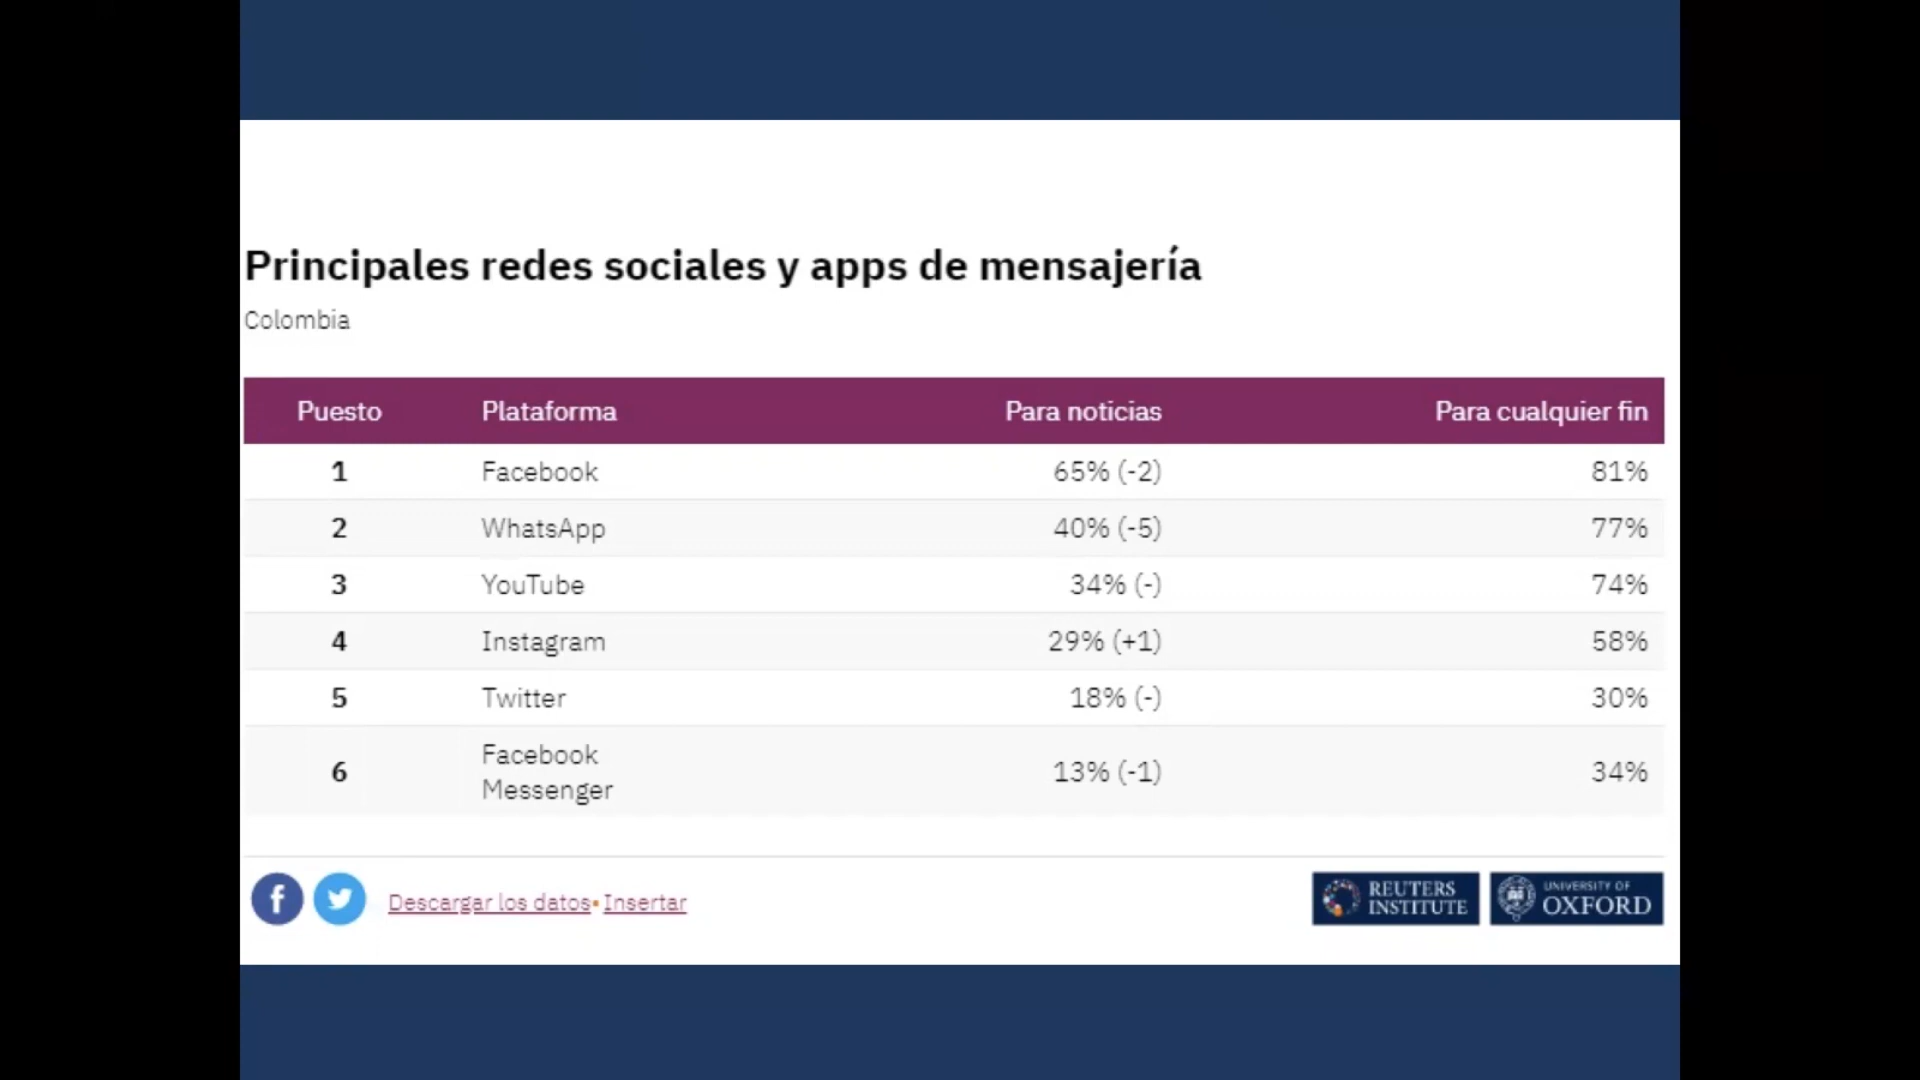 Principales redes sociales y apps de mensajería
Colombia
Puesto Plataforma Para noticias Para cualquier fin
1 Facebook 65% (-2) 81%
2 WhatsApp 40% (-5) 77%
3 YouTube 34% (-) 74%
4 Instagram 29% (+1) 58%
5 Twitter 18% (-) 30%
6 Facebook Messenger 13% (-1) 34%
Descargar los datos• Insertar
REUTERS
INSTITUTE
UNIVERSITY OF
OXFORD